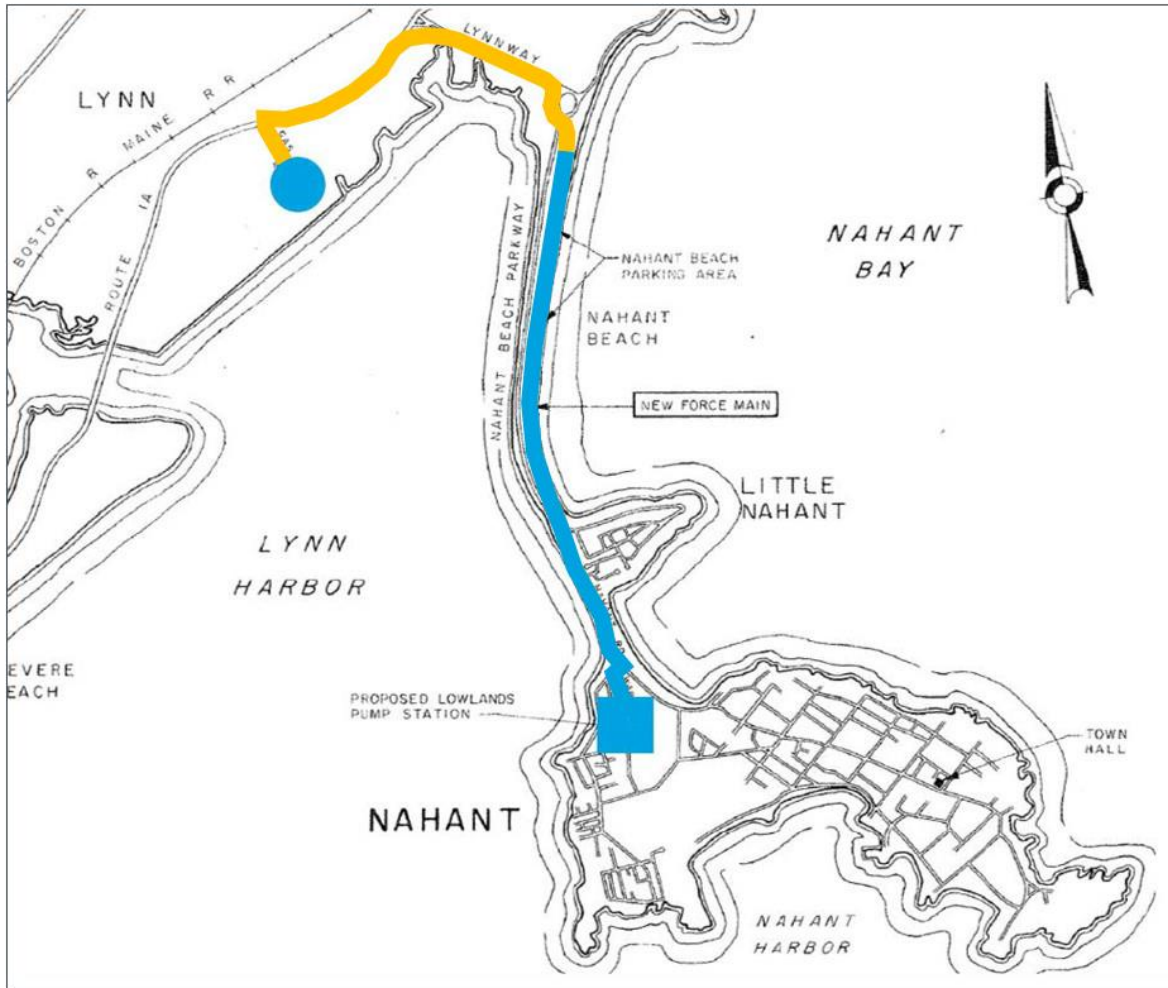 LYNNWAY
LYNN
BOSTON R MAINE R R
ROUTE 1A
NAHANT BEACH PARKWAY
NAHANT
BAY
NAHANT BEACH
PARKING AREA
NAHANT
BEACH
NEW FORCE MAIN
LITTLE
NAHANT
LYNN
HARBOR
EVERE
EACH
RD
PROPOSED LOWLANDS
PUMP STATION
TOWN
HALL
NAHANT
NAHANT
HARBOR